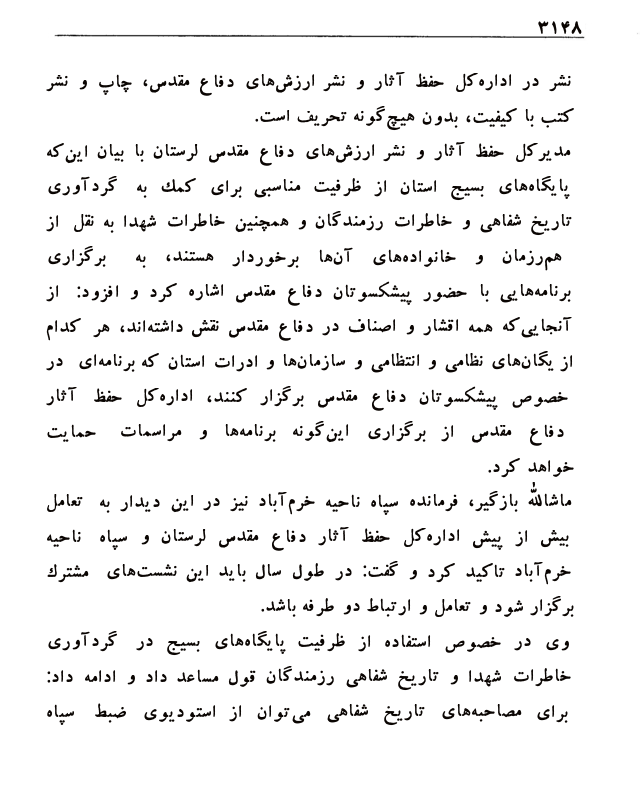 ۳۱۴۸
نشر در اداره‌کل حفظ آثار و نشر ارزش‌های دفاع مقدس، چاپ و نشر
کتب با کیفیت، بدون هیچ‌گونه تحریف است.
مدیرکل حفظ آثار و نشر ارزش‌های دفاع مقدس لرستان با بیان این‌که
پایگاه‌های بسیج استان از ظرفیت مناسبی برای کمك به گردآوری
تاریخ شفاهی و خاطرات رزمندگان و همچنین خاطرات شهدا به نقل از
هم‌رزمان و خانواده‌های آن‌ها برخوردار هستند، به برگزاری
برنامه‌هایی با حضور پیشکسوتان دفاع مقدس اشاره کرد و افزود: از
آنجایی‌که همه اقشار و اصناف در دفاع مقدس نقش داشته‌اند، هر کدام
از یگان‌های نظامی و انتظامی و سازمان‌ها و ادرات استان که برنامه‌ای در
خصوص پیشکسوتان دفاع مقدس برگزار کنند، اداره‌کل حفظ آثار
دفاع مقدس از برگزاری این‌گونه برنامه‌ها و مراسمات حمایت
خواهد کرد.
ماشالله بازگیر، فرمانده سپاه ناحیه خرم‌آباد نیز در این دیدار به تعامل
بیش از پیش اداره‌کل حفظ آثار دفاع مقدس لرستان و سپاه ناحیه
خرم‌آباد تاکید کرد و گفت: در طول سال باید این نشست‌های مشترك
برگزار شود و تعامل و ارتباط دو طرفه باشد.
وی در خصوص استفاده از ظرفیت پایگاه‌های بسیج در گردآوری
خاطرات شهدا و تاریخ شفاهی رزمندگان قول مساعد داد و ادامه داد:
برای مصاحبه‌های تاریخ شفاهی می‌توان از استودیوی ضبط سپاه